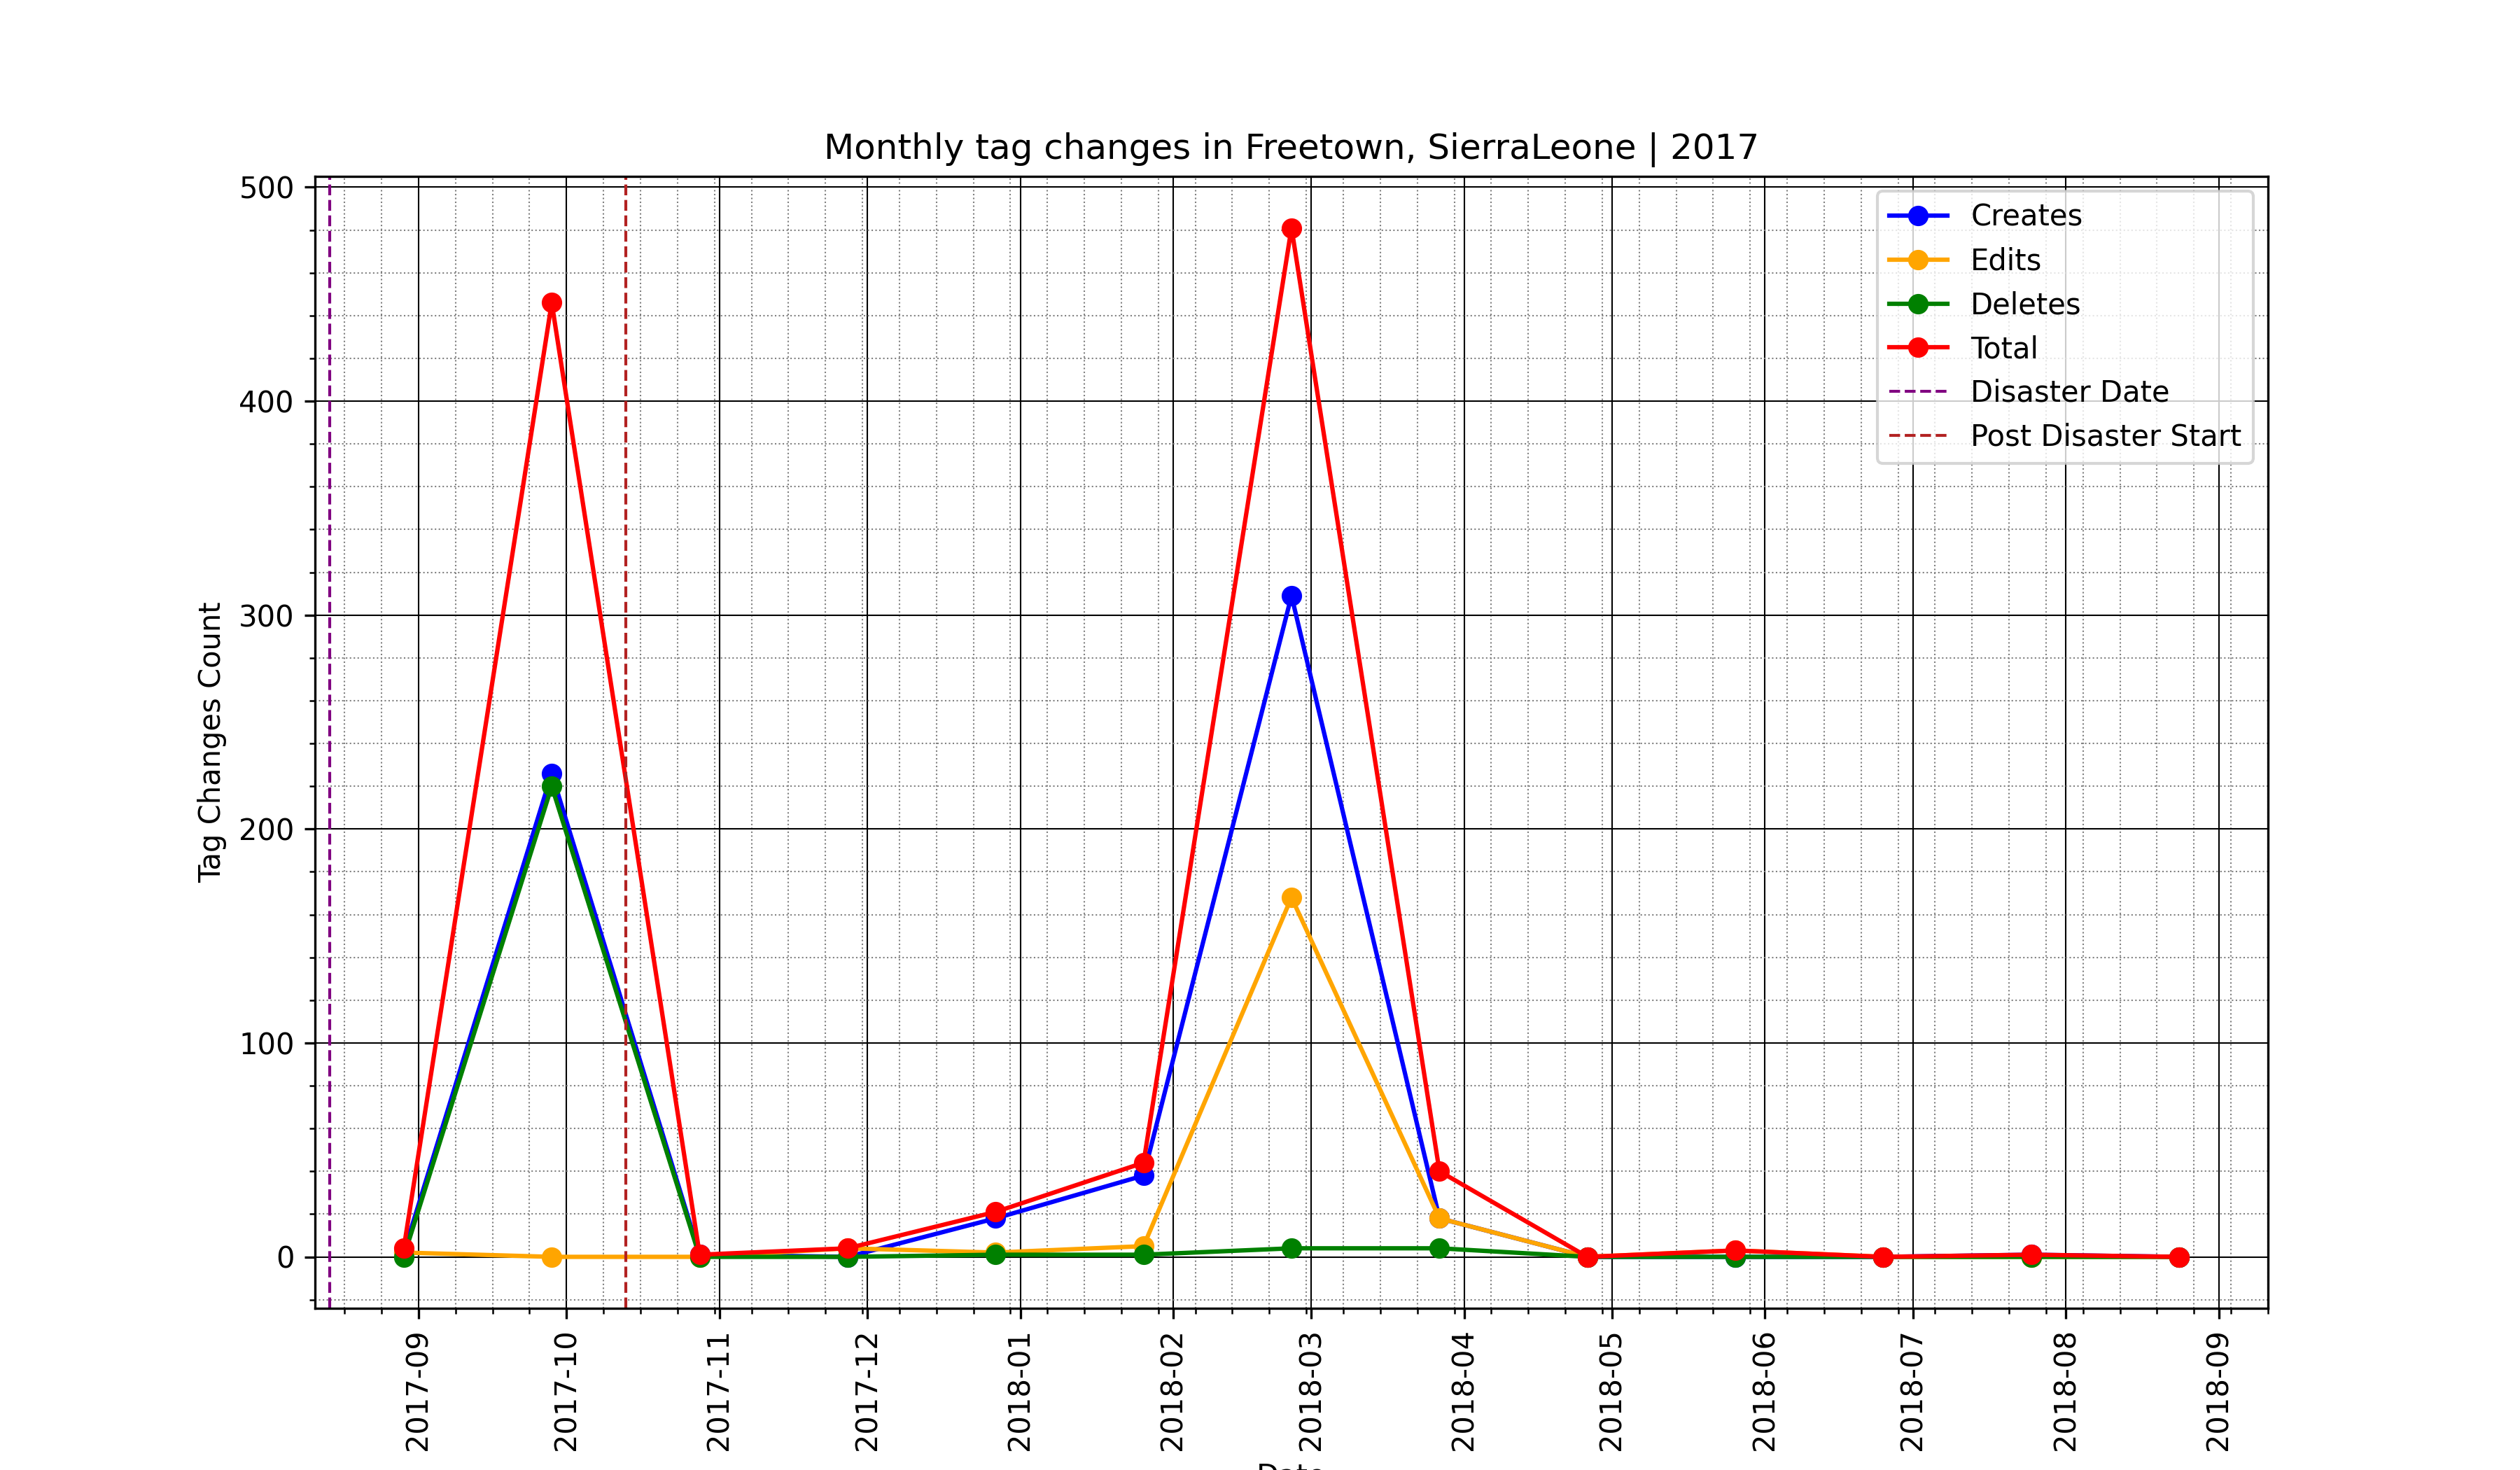 Monthly tag changes in Freetown, SierraLeone | 2017
Tag Changes Count
500
400
300
200
100
0
Creates
Edits
Deletes
Total
Disaster Date
Post Disaster Start
2017-09
2017-10
2017-11
2017-12
2018-01
2018-02
2018-03
2018-04
2018-05
2018-06
2018-07
2018-08
2018-09
Date